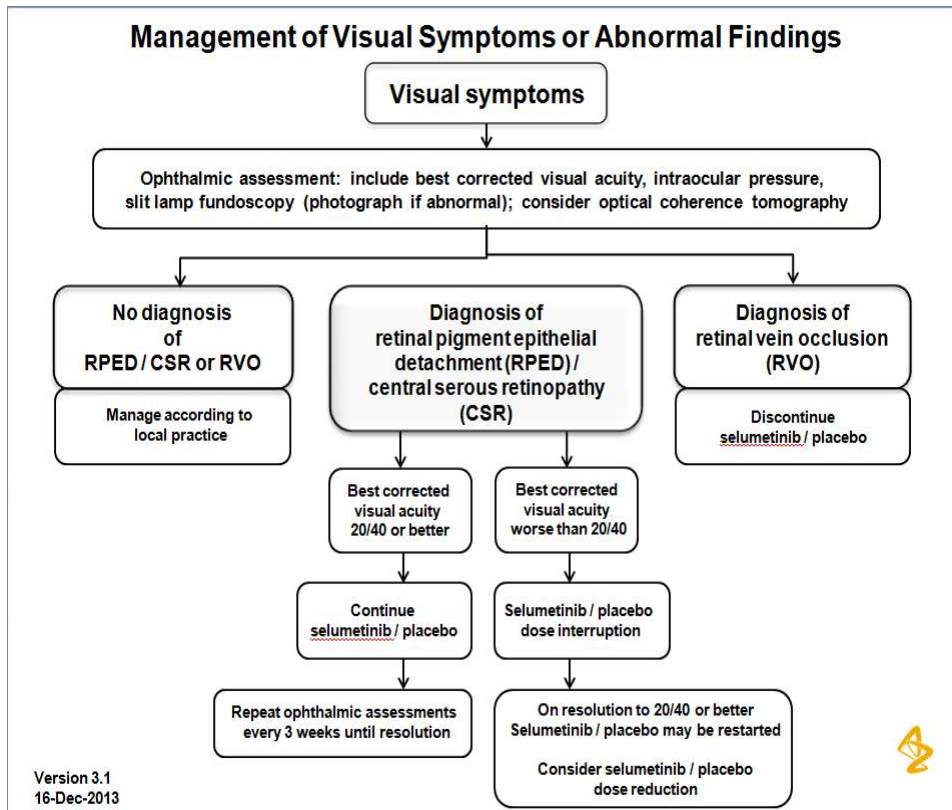 Management of Visual Symptoms or Abnormal Findings
Visual symptoms
Ophthalmic assessment: include best corrected visual acuity, intraocular pressure,
slit lamp fundoscopy (photograph if abnormal); consider optical coherence tomography
No diagnosis
of
RPED / CSR or RVO
Manage according to
local practice
Diagnosis of
retinal pigment epithelial
detachment (RPED) /
central serous retinopathy
(CSR)
Diagnosis of
retinal vein occlusion
(RVO)
Discontinue
selumetinib / placebo
Best corrected
visual acuity
20/40 or better
Best corrected
visual acuity
worse than 20/40
Continue
selumetinib / placebo
Selumetinib / placebo
dose interruption
Repeat ophthalmic assessments
every 3 weeks until resolution
On resolution to 20/40 or better
Selumetinib / placebo may be restarted
Consider selumetinib / placebo
dose reduction
Version 3.1
16-Dec-2013